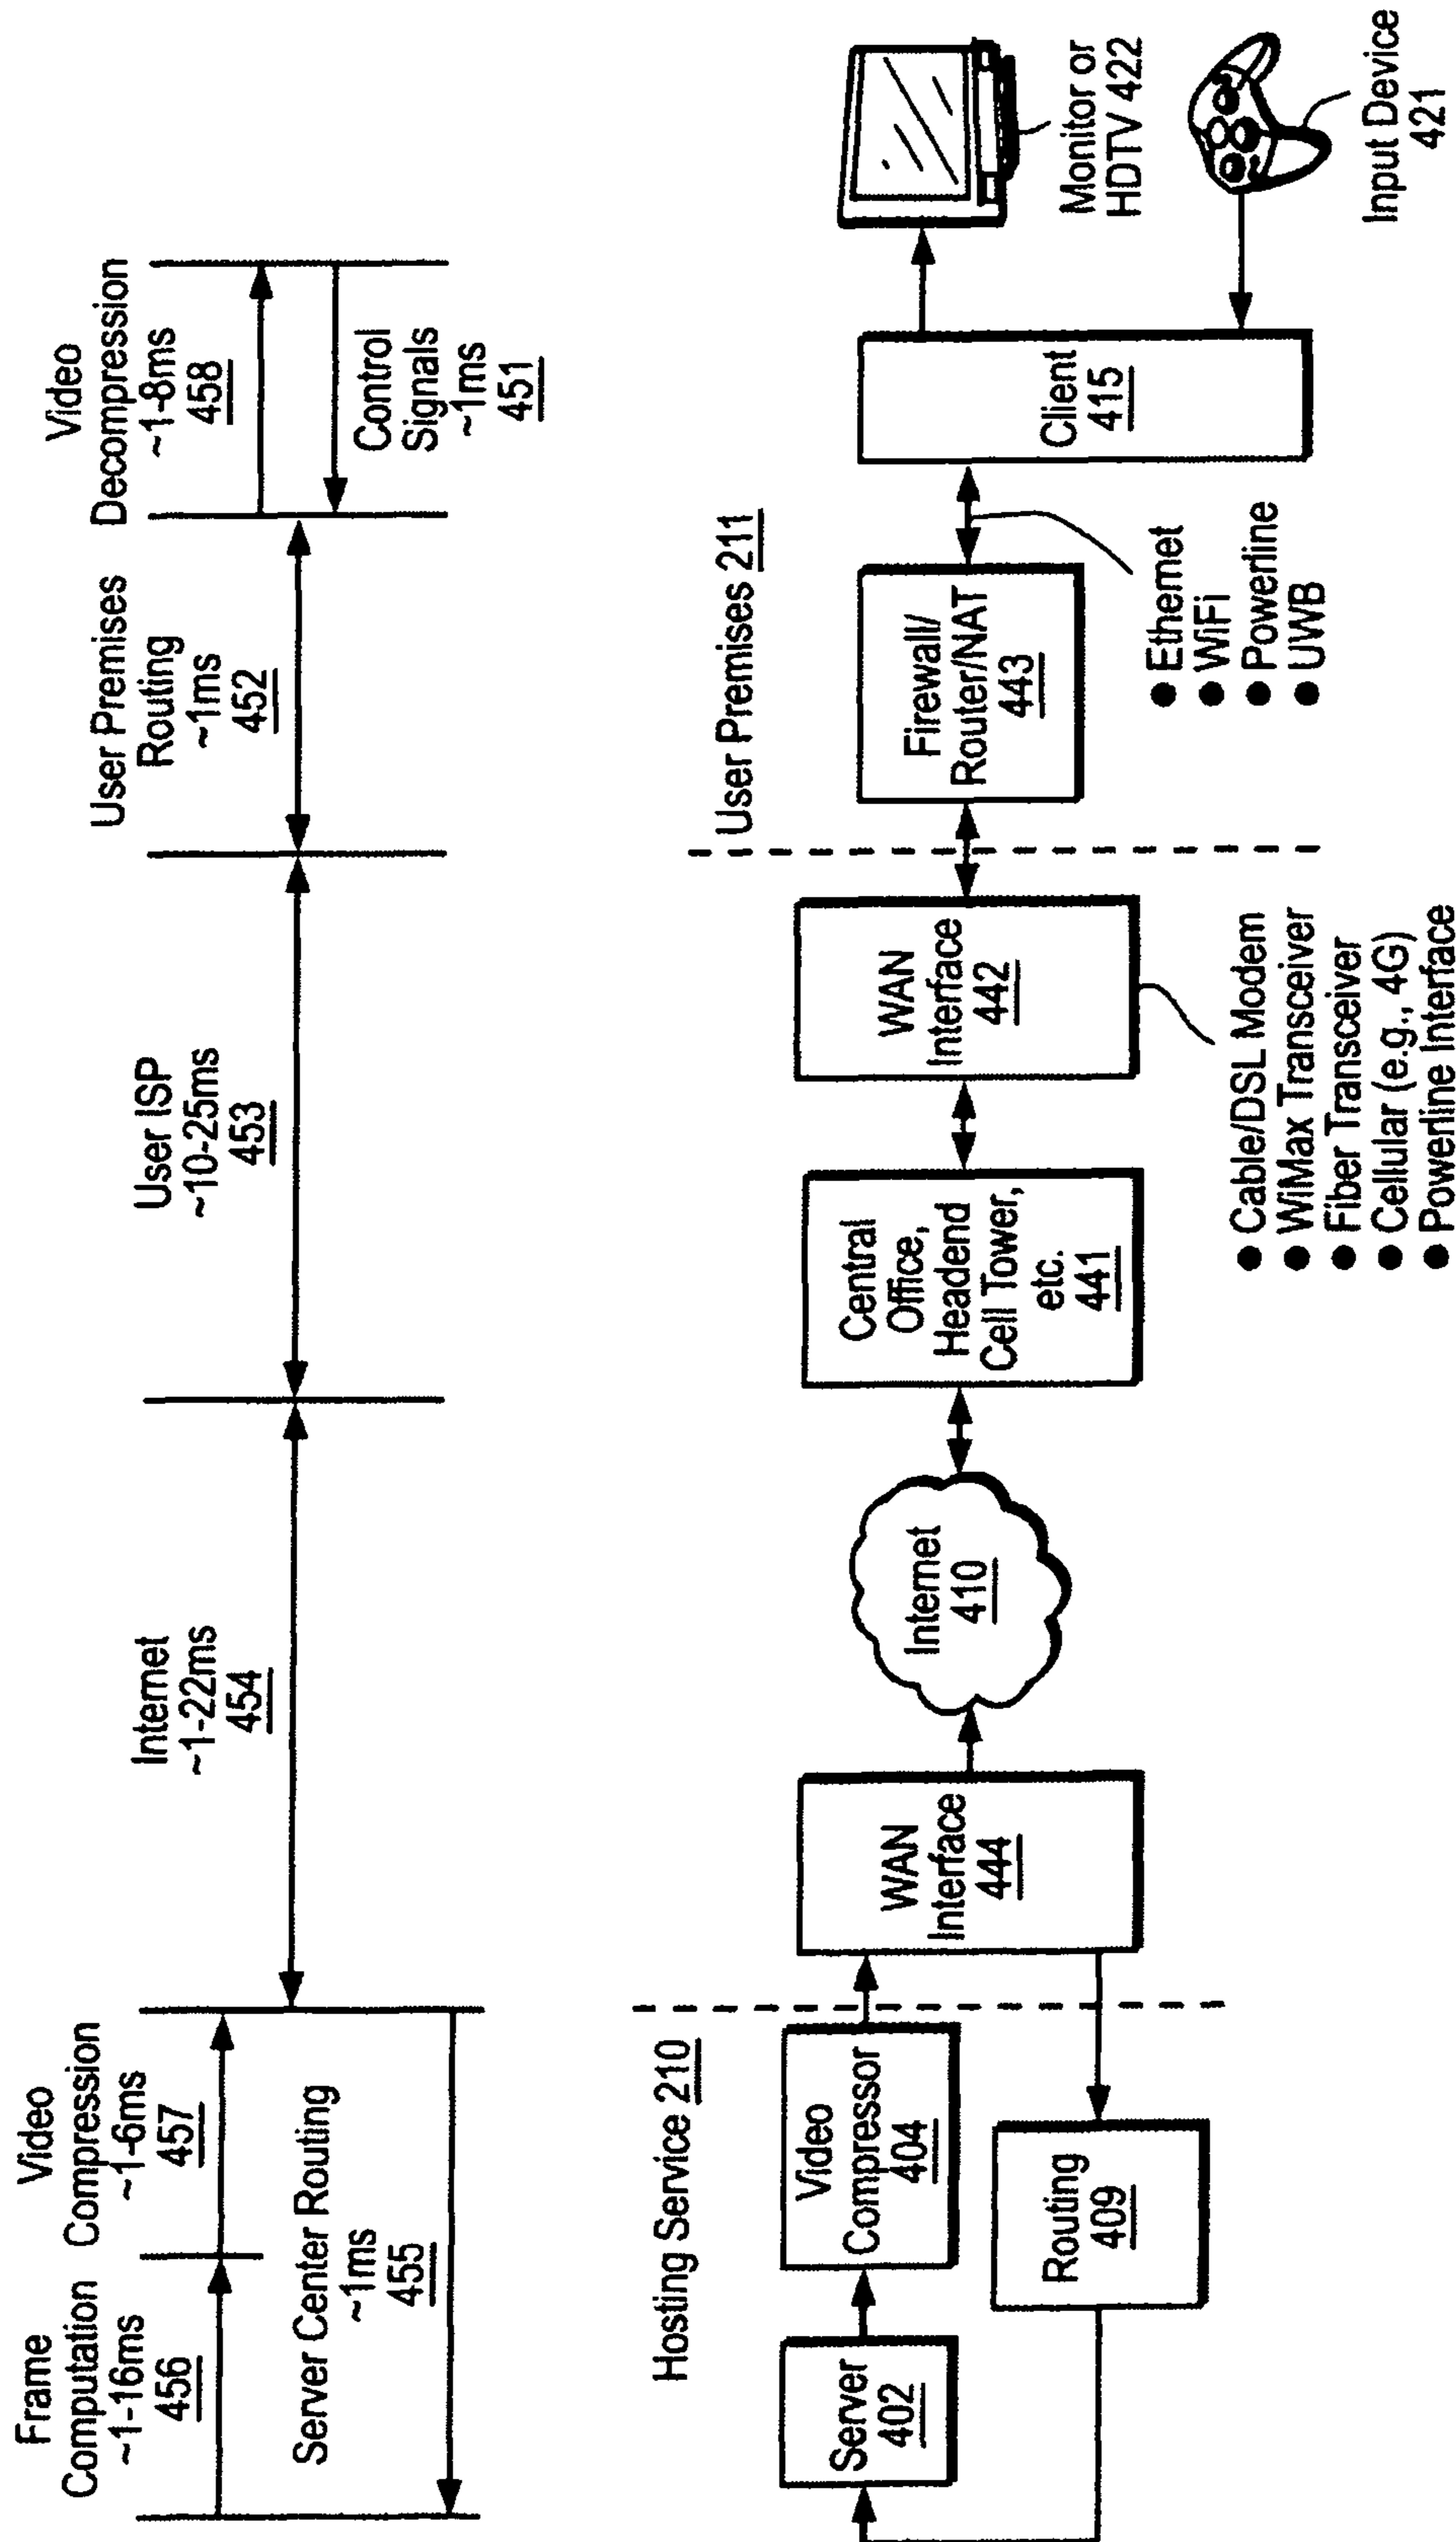 Frame
Computation
~1-16ms
456
Video
Compression
~1-6ms
457
Server Center Routing
~1ms
455
Internet
~1-22ms
454
User ISP
~10-25ms
453
User Premises
Routing
~1ms
452
Video
Decompression
~1-8ms
458
Control
Signals
~1ms
451
Hosting Service 210
Server
402
Video
Compressor
404
Routing
409
WAN
Interface
444
Internet
410
Central
Office,
Headend
Cell Tower,
etc.
441
WAN
Interface
442
● Cable/DSL Modem
● WiMax Transceiver
● Fiber Transceiver
● Cellular (e.g., 4G)
● Powerline Interface
User Premises 211
Firewall/
Router/NAT
443
● Ethernet
● WiFi
● Powerline
● UWB
Client
415
Monitor or
HDTV 422
Input Device
421